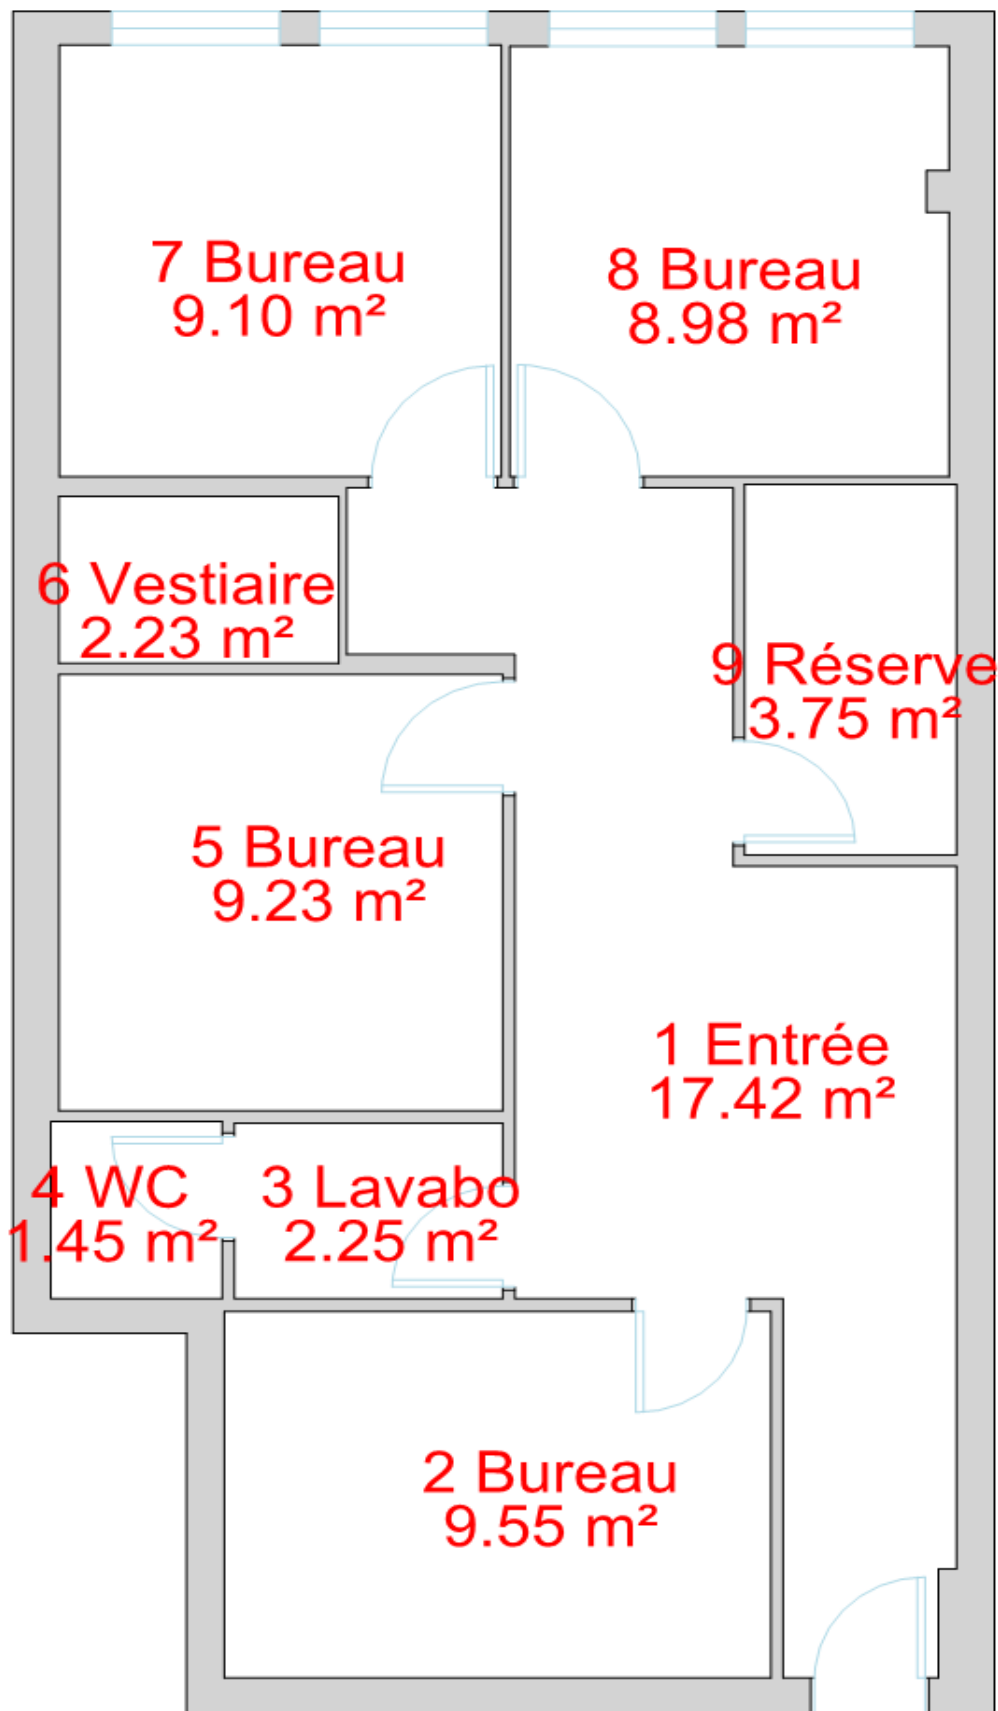 7 Bureau
9.10 m²
8 Bureau
8.98 m²
6 Vestiaire
2.23 m²
9 Réserve
3.75 m²
5 Bureau
9.23 m²
1 Entrée
17.42 m²
4 WC
1.45 m²
3 Lavabo
2.25 m²
2 Bureau
9.55 m²